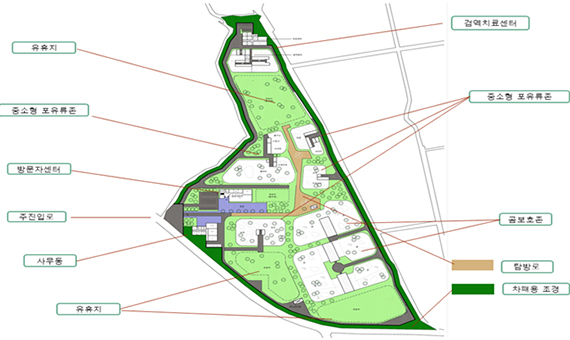 검역치료센터
유휴지
중소형 포유류존
중소형 포유류존
방문자센터
주진입로
곰보호존
사무동
탐방로
차폐용 조경
유휴지